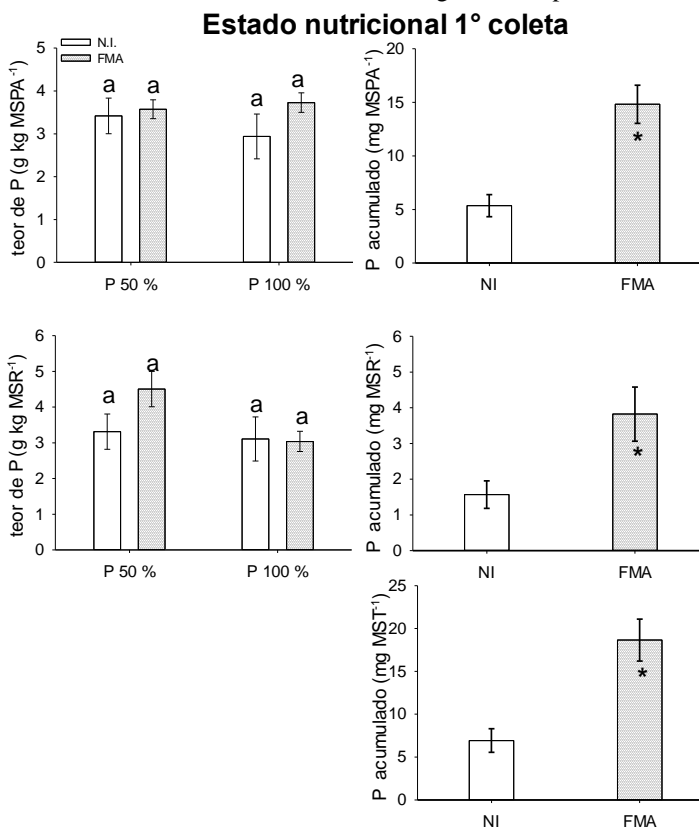 Estado nutricional 1° coleta
N.I.
FMA
teor de P (g kg MSPA⁻¹)
5
4
3
2
1
0
a
a
a
a
P 50 %
P 100 %
P acumulado (mg MSPA⁻¹)
20
15
10
5
0
*
NI
FMA
teor de P (g kg MSR⁻¹)
6
5
4
3
2
1
0
a
a
a
a
P 50 %
P 100 %
P acumulado (mg MSR⁻¹)
6
5
4
3
2
1
0
*
NI
FMA
P acumulado (mg MST⁻¹)
25
20
15
10
5
0
*
NI
FMA